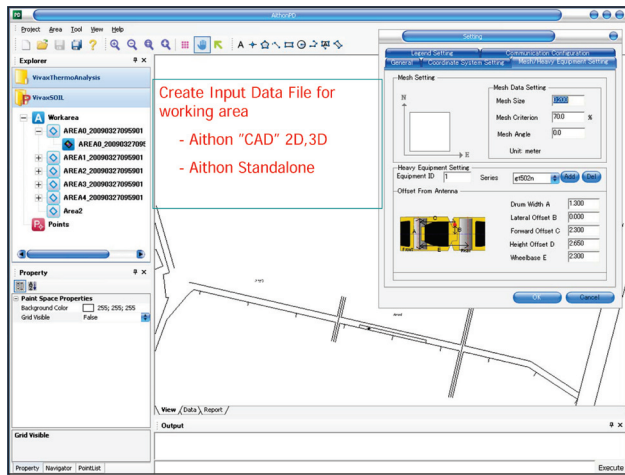 AithonPD
Project Area Tool View Help
Explorer
VivaxThermoAnalysis
VivaxSOIL
Workarea
AREA0_20090327095901
AREA0_20090327095
AREA1_20090327095901
AREA2_20090327095901
AREA3_20090327095901
AREA4_20090327095901
Area2
Points
Property
Paint Space Properties
Background Color 255; 255; 255
Grid Visible False
Grid Visible
Property Navigator PointList
Create Input Data File for
working area
- Aithon "CAD" 2D,3D
- Aithon Standalone
View Data Report
Output
Execute
Setting
Legend Setting Communication Configuration
General Coordinate System Setting Mesh/Heavy Equipment Setting
Mesh Setting
N
E
Mesh Data Setting
Mesh Size 0.200
Mesh Criterion 70.0 %
Mesh Angle 0.0
Unit: meter
Heavy Equipment Setting
Equipment ID 1 Series gt502n Add Del
Offset From Antenna
Drum Width A 1.300
Lateral Offset B 0.000
Forward Offset C 2.300
Height Offset D 2.650
Wheelbase E 2.300
OK Cancel